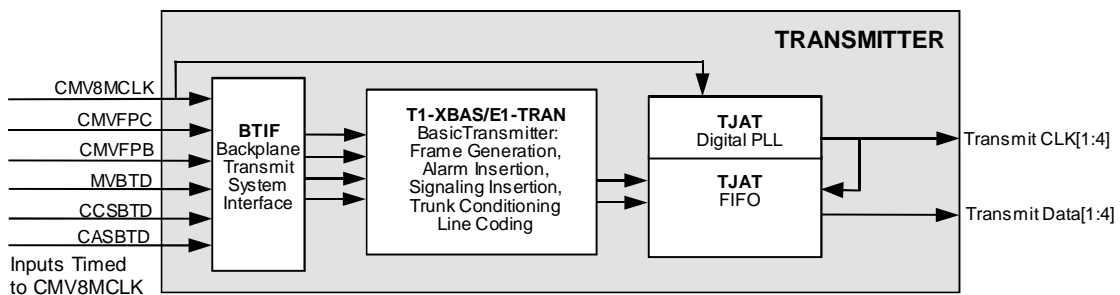 TRANSMITTER
CMV8MCLK
CMVFPC
CMVFPB
MVBTD
CCSBTD
CASBTD
Inputs Timed
to CMV8MCLK
BTIF
Backplane
Transmit
System
Interface
T1-XBAS/E1-TRAN
BasicTransmitter:
Frame Generation,
Alarm Insertion,
Signaling Insertion,
Trunk Conditioning
Line Coding
TJAT
Digital PLL
TJAT
FIFO
Transmit CLK[1:4]
Transmit Data[1:4]